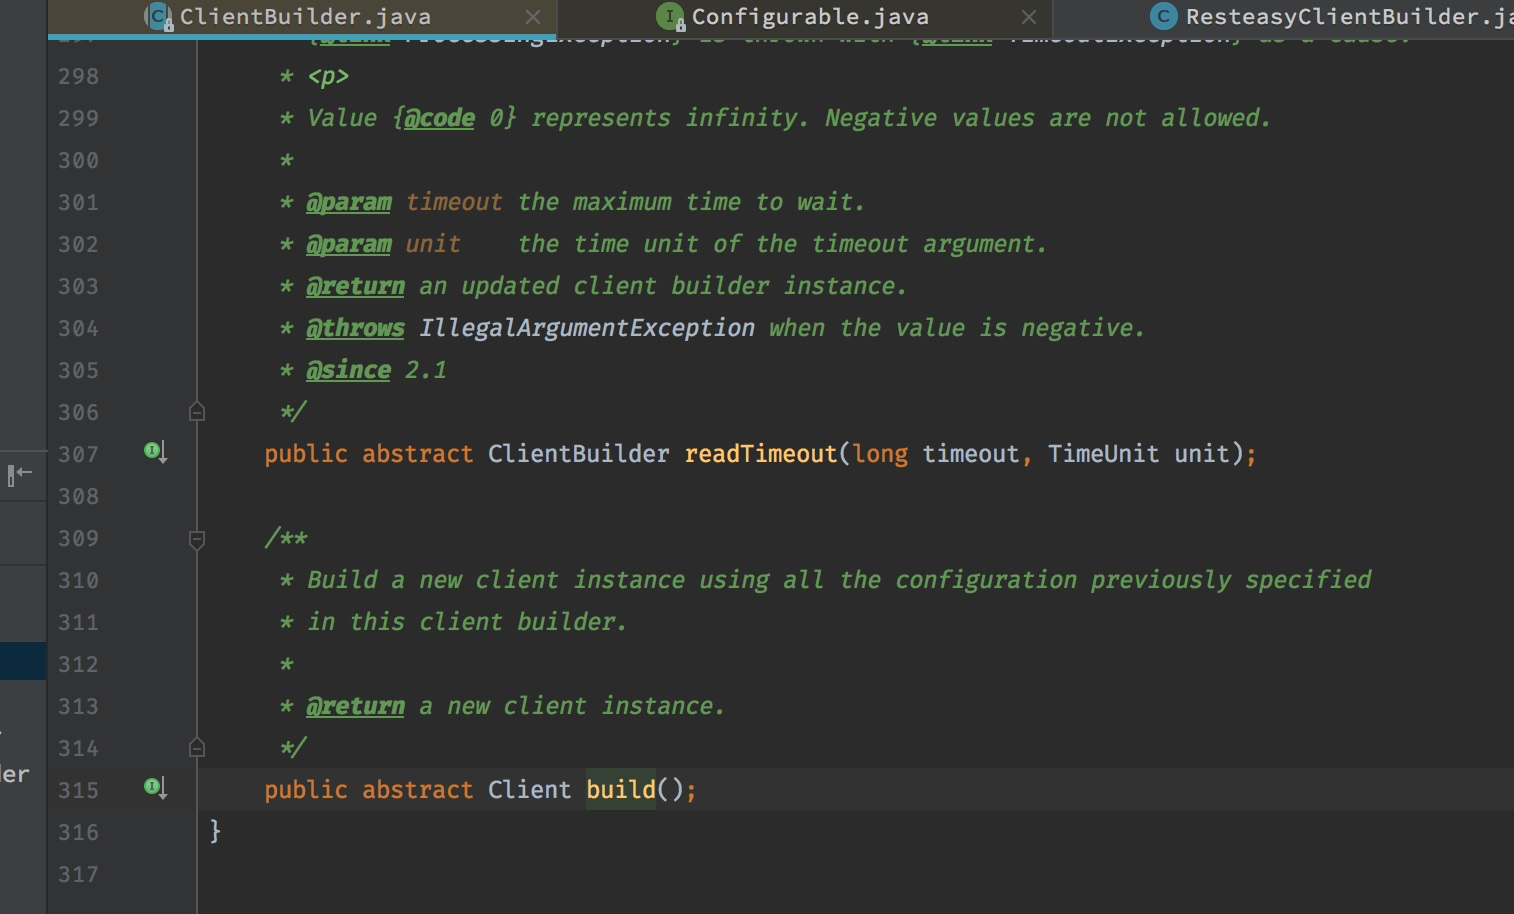 ClientBuilder.java
Configurable.java
ResteasyClientBuilder.ja
298 * <p>
299 * Value {@code 0} represents infinity. Negative values are not allowed.
300 *
301 * @param timeout the maximum time to wait.
302 * @param unit    the time unit of the timeout argument.
303 * @return an updated client builder instance.
304 * @throws IllegalArgumentException when the value is negative.
305 * @since 2.1
306 */
307 public abstract ClientBuilder readTimeout(long timeout, TimeUnit unit);
308
309 /**
310 * Build a new client instance using all the configuration previously specified
311 * in this client builder.
312 *
313 * @return a new client instance.
314 */
der
315 public abstract Client build();
316 }
317